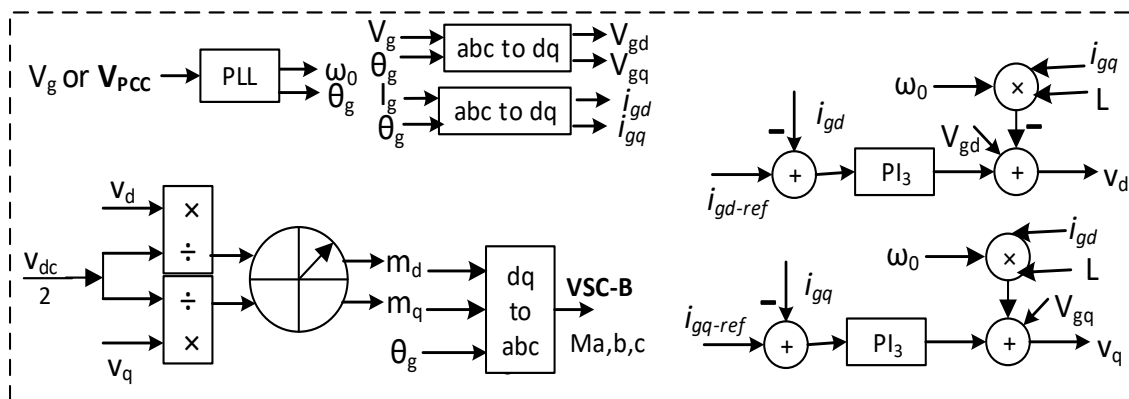 V_g or V_PCC
PLL
ω_0
θ_g
V_g
θ_g
abc to dq
V_gd
V_gq
I_g
θ_g
abc to dq
i_gd
i_gq
v_d
×
÷
v_dc
2
÷
×
v_q
m_d
m_q
θ_g
dq
to
abc
VSC-B
Ma,b,c
i_gd-ref
-
i_gd
+
PI_3
V_gd
ω_0
×
i_gq
L
-
+
v_d
i_gq-ref
-
i_gq
+
PI_3
ω_0
×
i_gd
L
+
V_gq
v_q